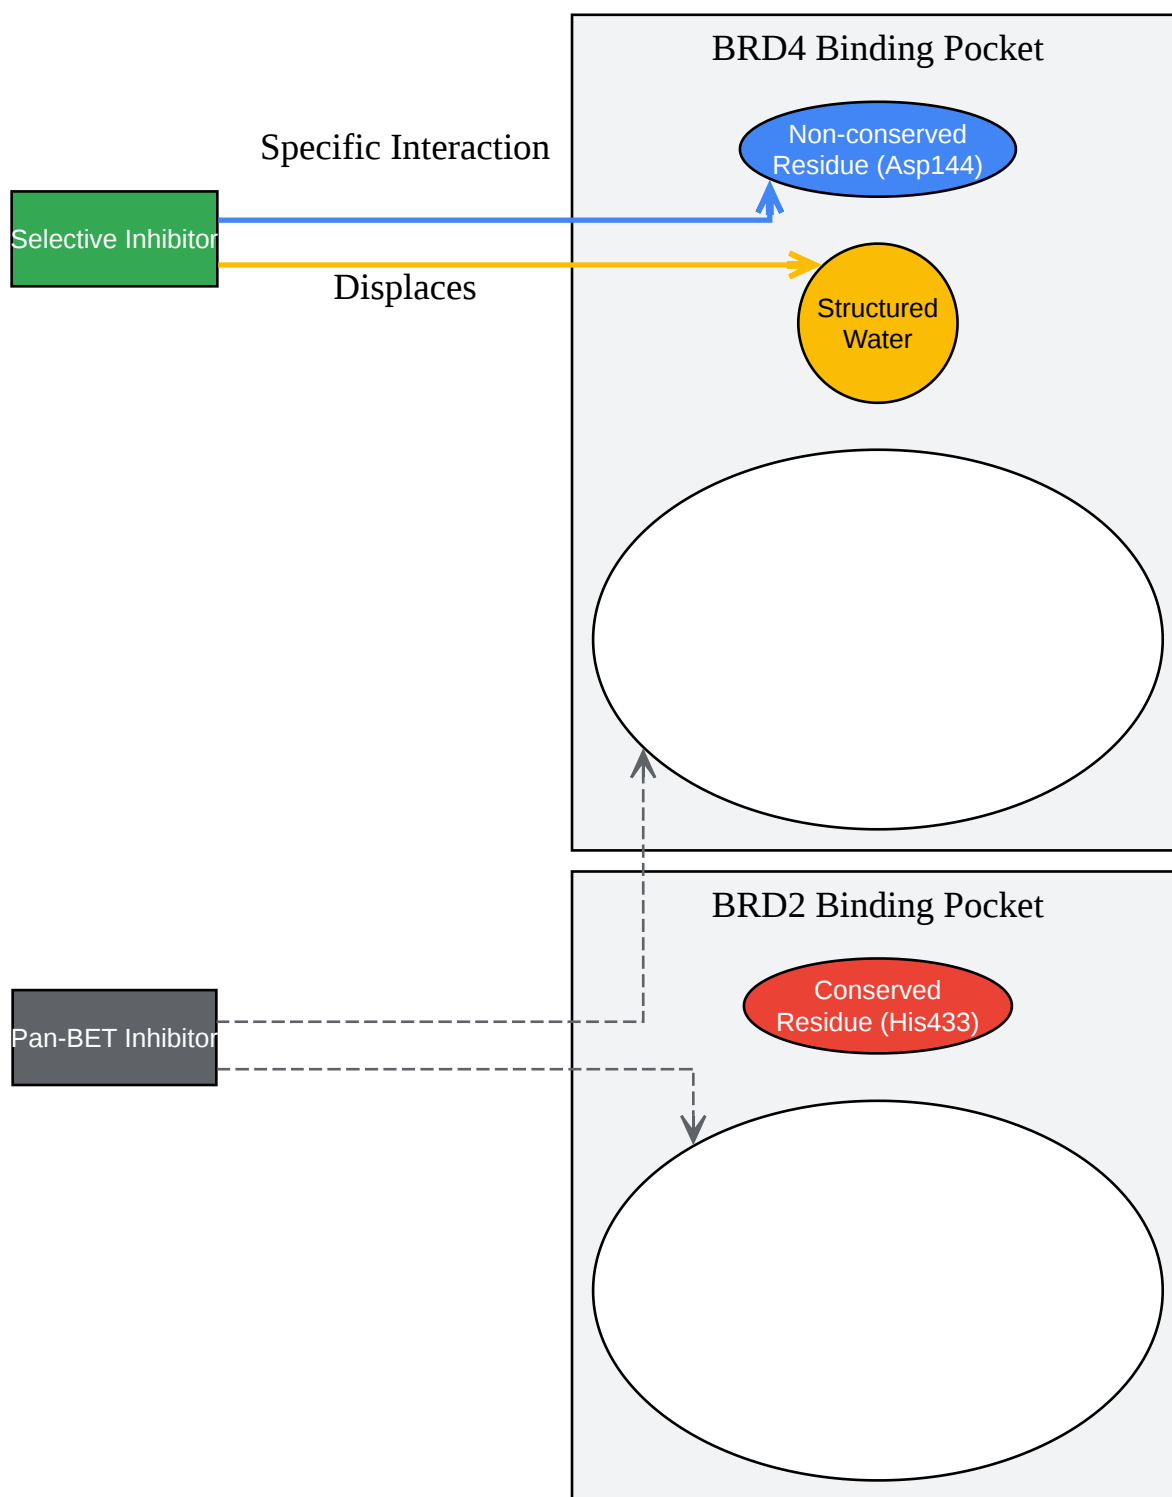 BRD4 Binding Pocket
Non-conserved
Residue (Asp144)
Specific Interaction
Selective Inhibitor
Displaces
Structured
Water
BRD2 Binding Pocket
Conserved
Residue (His433)
Pan-BET Inhibitor